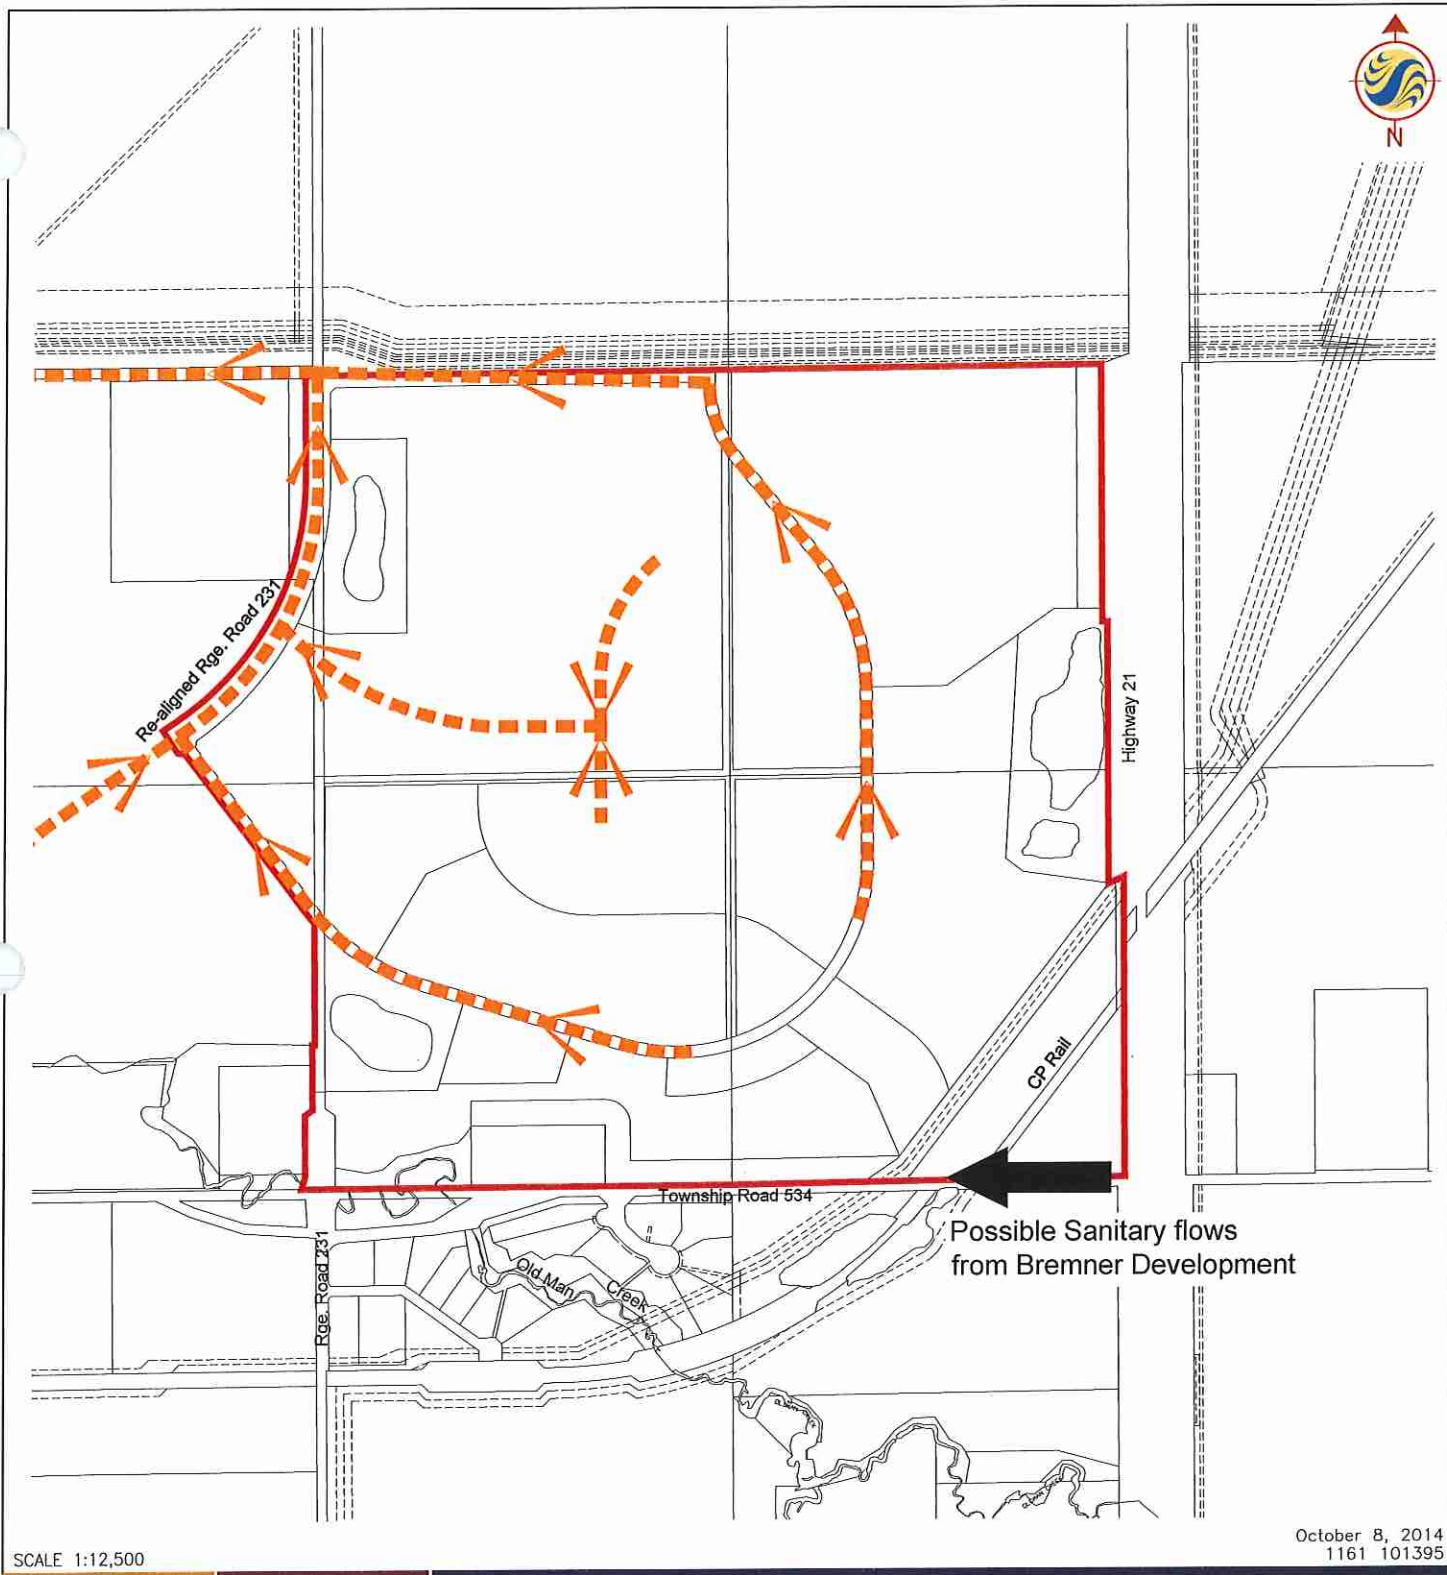 N
Re-aligned Rge. Road 231
Highway 21
CP Rail
Township Road 534
Possible Sanitary flows
from Bremner Development
Rge. Road 231
Old Man
Creek
October 8, 2014
1161 101395
SCALE 1:12,500